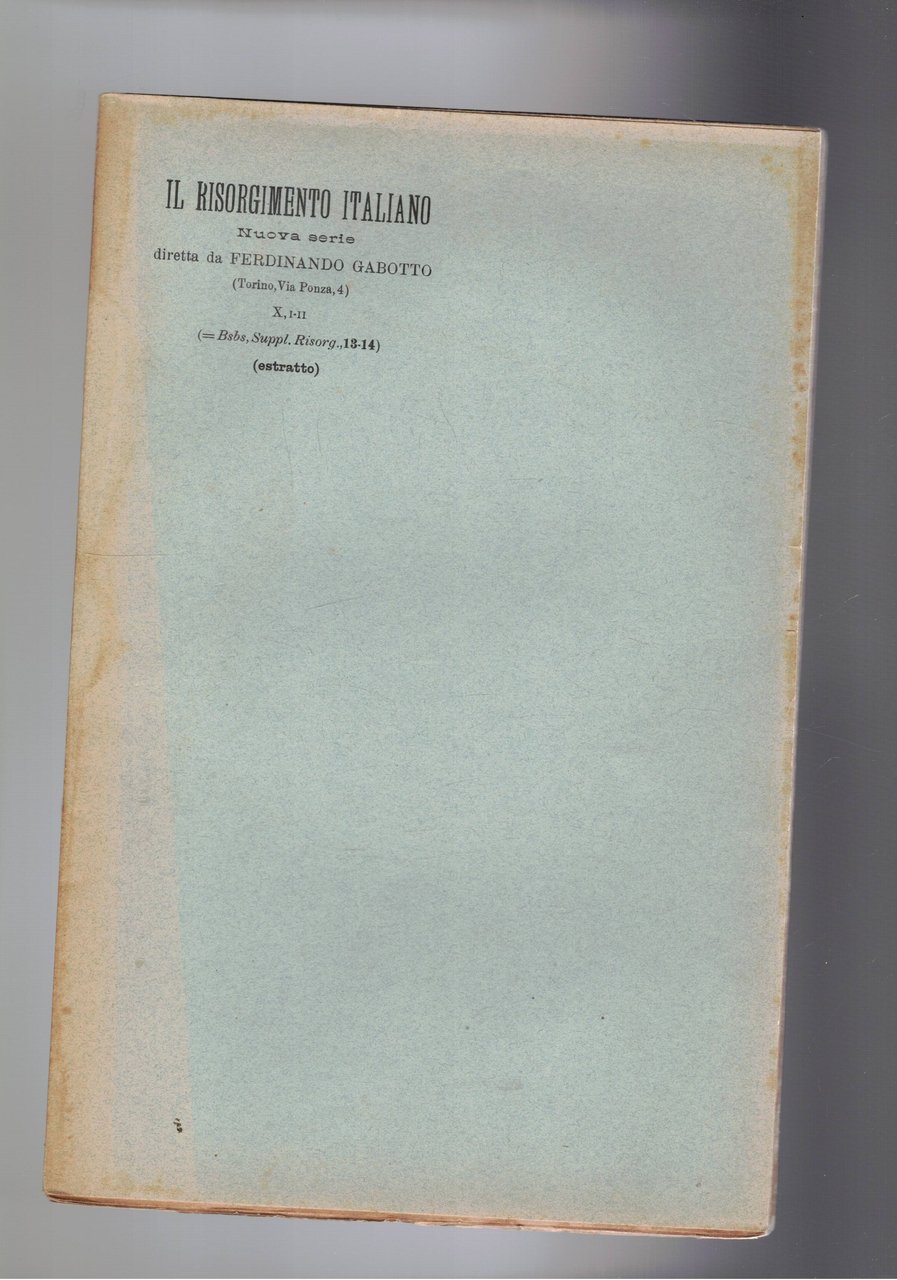 IL RISORGIMENTO ITALIANO
Nuova serie
diretta da FERDINANDO GABOTTO
(Torino, Via Ponza, 4)
X, I-II
(= Bsbs, Suppl. Risorg., 13-14)
(estratto)